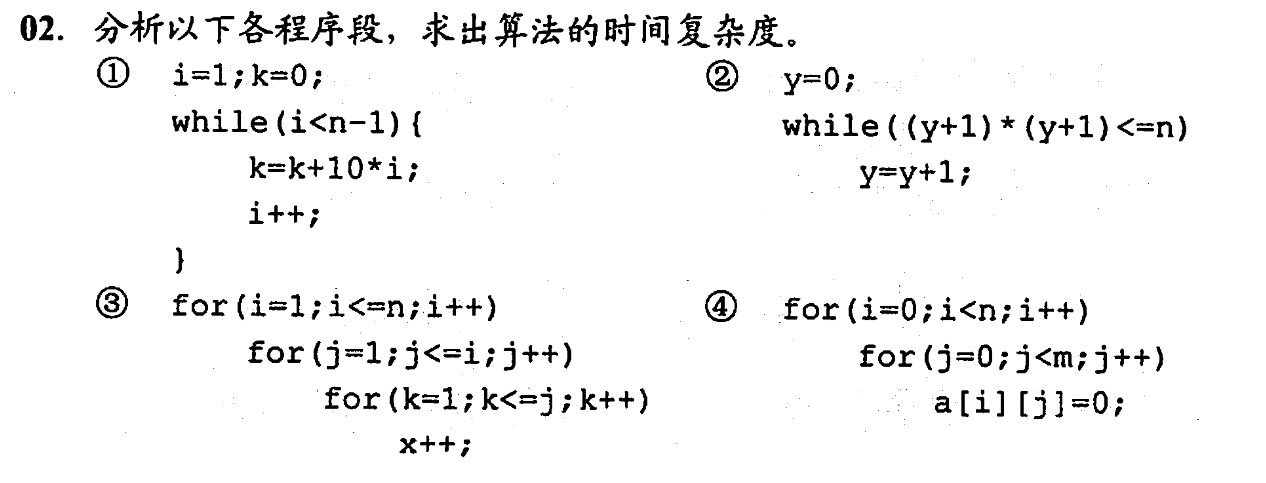 02. 分析以下各程序段，求出算法的时间复杂度。
① i=1;k=0;
while(i<n-1){
k=k+10*i;
i++;
}
② y=0;
while((y+1)*(y+1)<=n)
y=y+1;
③ for(i=1;i<=n;i++)
for(j=1;j<=i;j++)
for(k=1;k<=j;k++)
x++;
④ for(i=0;i<n;i++)
for(j=0;j<m;j++)
a[i][j]=0;